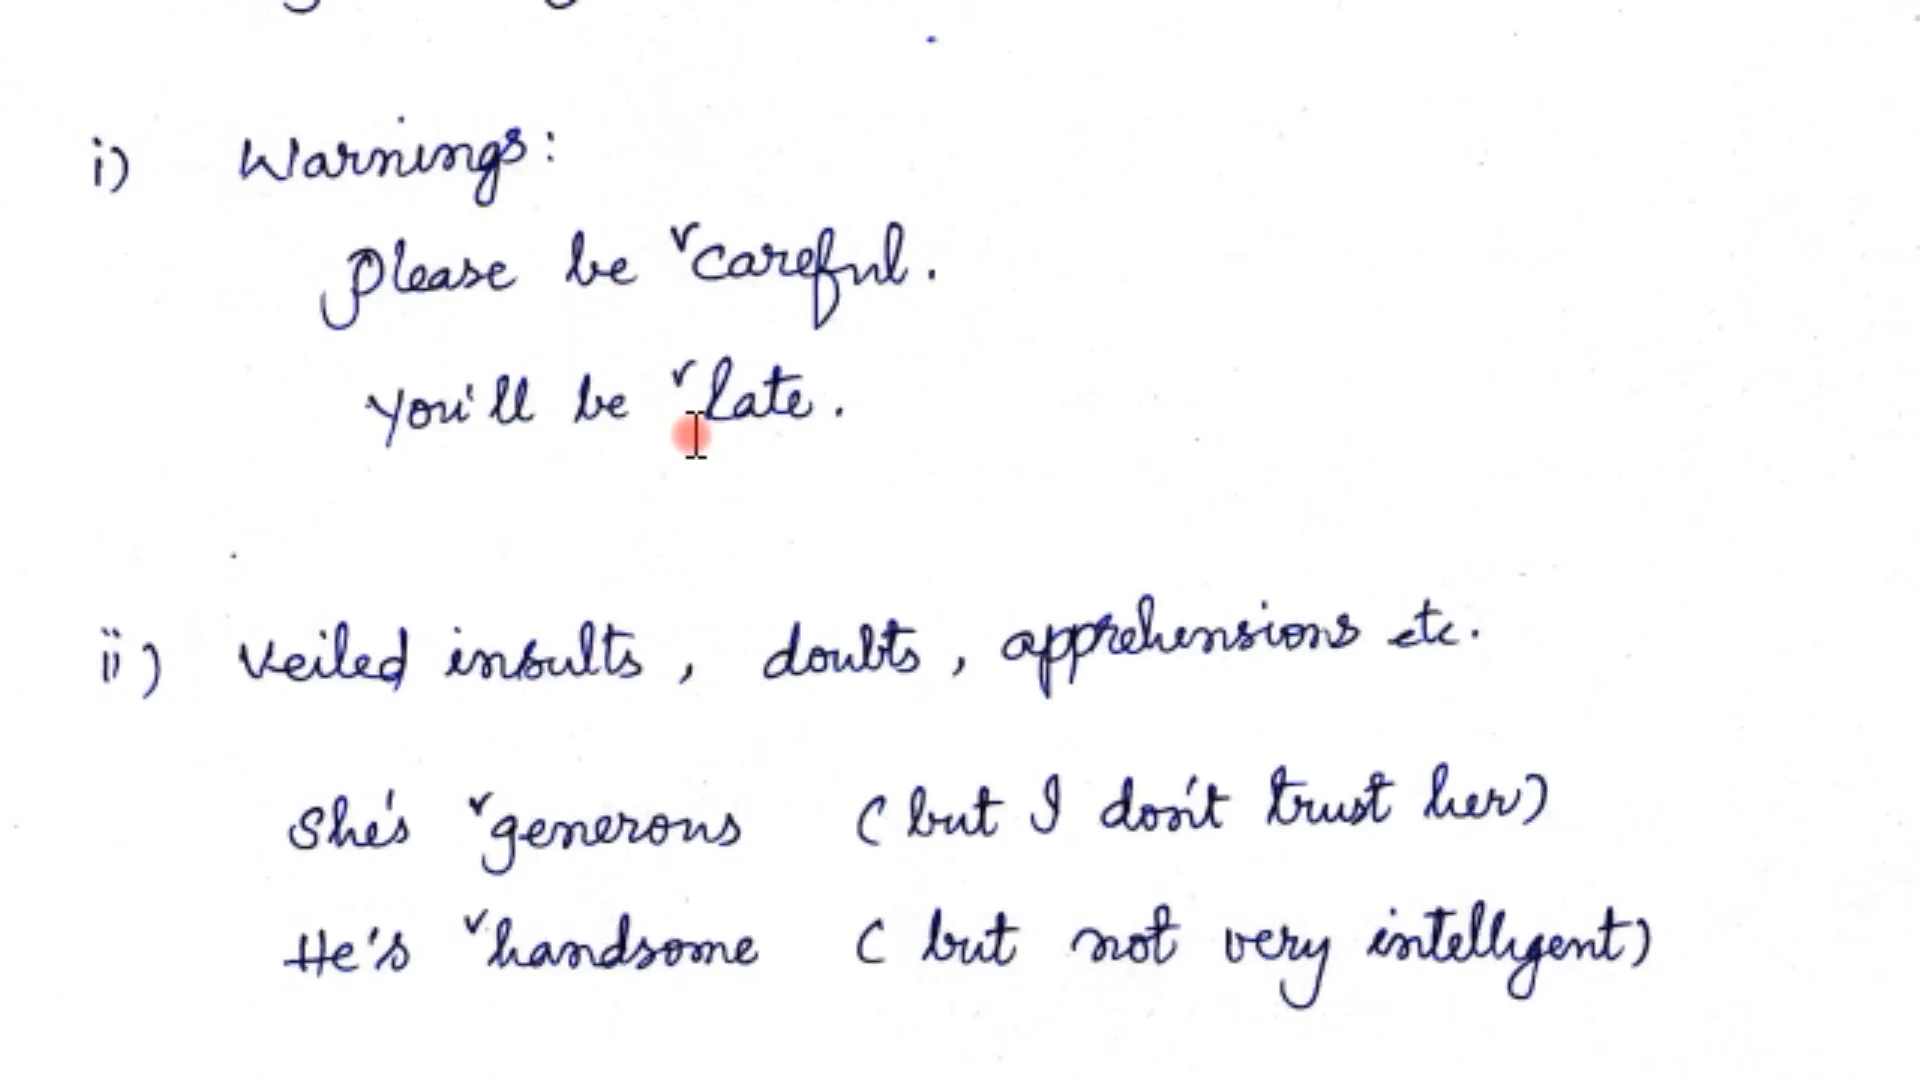 i) Warnings:
Please be ˅careful.
You'll be ˅late.
ii) Veiled insults, doubts, apprehensions etc.
She's ˅generous (but I don't trust her)
He's ˅handsome (but not very intelligent)